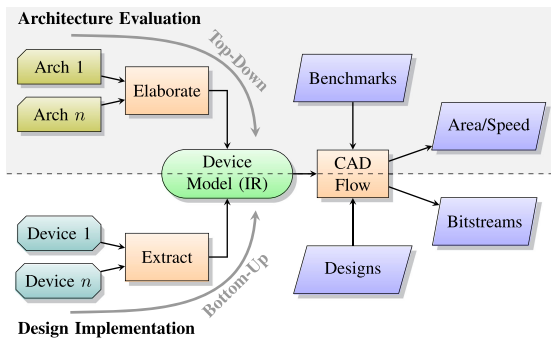 Architecture Evaluation
Arch 1
Arch n
Elaborate
Top-Down
Benchmarks
Area/Speed
Device
Model (IR)
CAD
Flow
Bitstreams
Device 1
Device n
Extract
Bottom-Up
Designs
Design Implementation